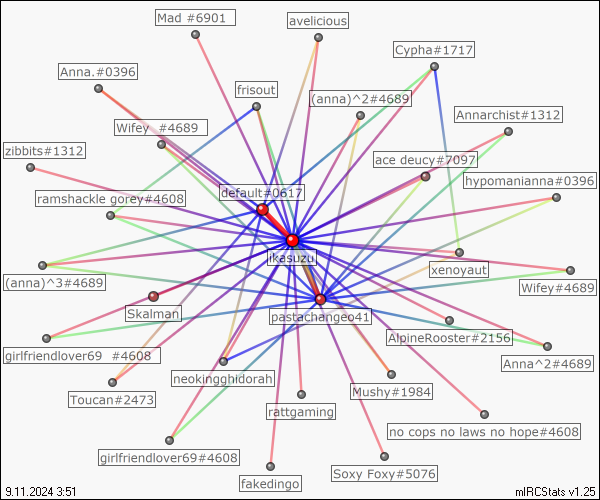 Mad #6901
avelicious
Cypha#1717
Anna.#0396
frisout
(anna)^2#4689
Annarchist#1312
Wifey   #4689
zibbits#1312
ace deucy#7097
hypomanianna#0396
default#0617
ramshackle gorey#4608
ikasuzu
xenoyaut
(anna)^3#4689
Wifey#4689
Skalman
pastachangeo41
AlpineRooster#2156
girlfriendlover69  #4608
Anna^2#4689
neokingghidorah
Mushy#1984
Toucan#2473
rattgaming
no cops no laws no hope#4608
girlfriendlover69#4608
Soxy Foxy#5076
fakedingo
9.11.2024 3:51
mIRCStats v1.25